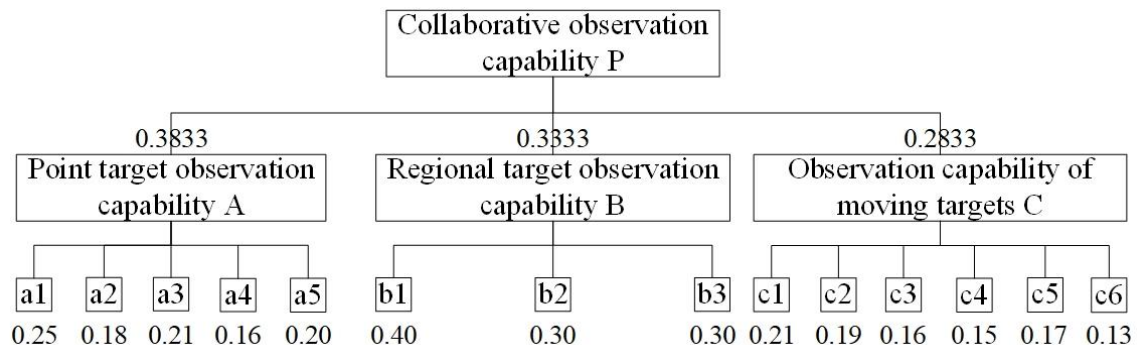 Collaborative observation
capability P
0.3833 0.3333 0.2833
Point target observation
capability A
Regional target observation
capability B
Observation capability of
moving targets C
a1 a2 a3 a4 a5 b1 b2 b3 c1 c2 c3 c4 c5 c6
0.25 0.18 0.21 0.16 0.20 0.40 0.30 0.30 0.21 0.19 0.16 0.15 0.17 0.13